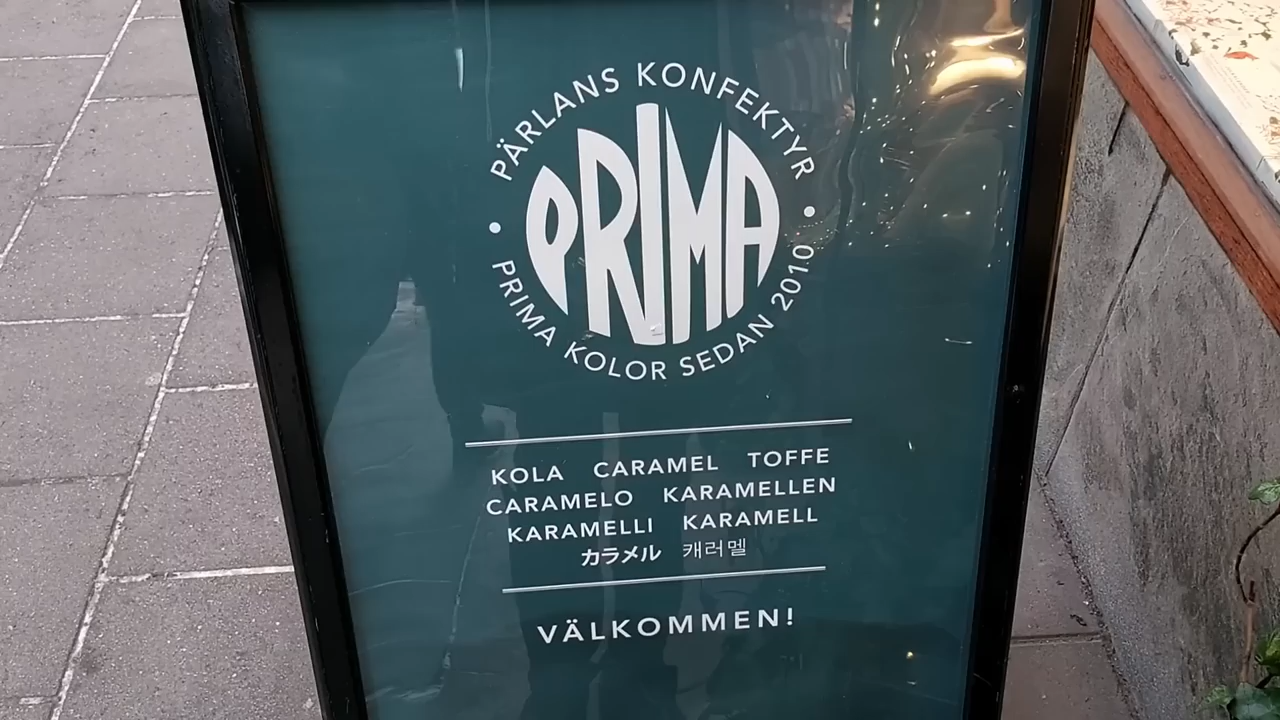 PÄRLANS KONFEKTYR
PRIMA
PRIMA KOLOR SEDAN 2010
KOLA CARAMEL TOFFE
CARAMELO KARAMELLEN
KARAMELLI KARAMELL
カラメル 캐러멜
VÄLKOMMEN!